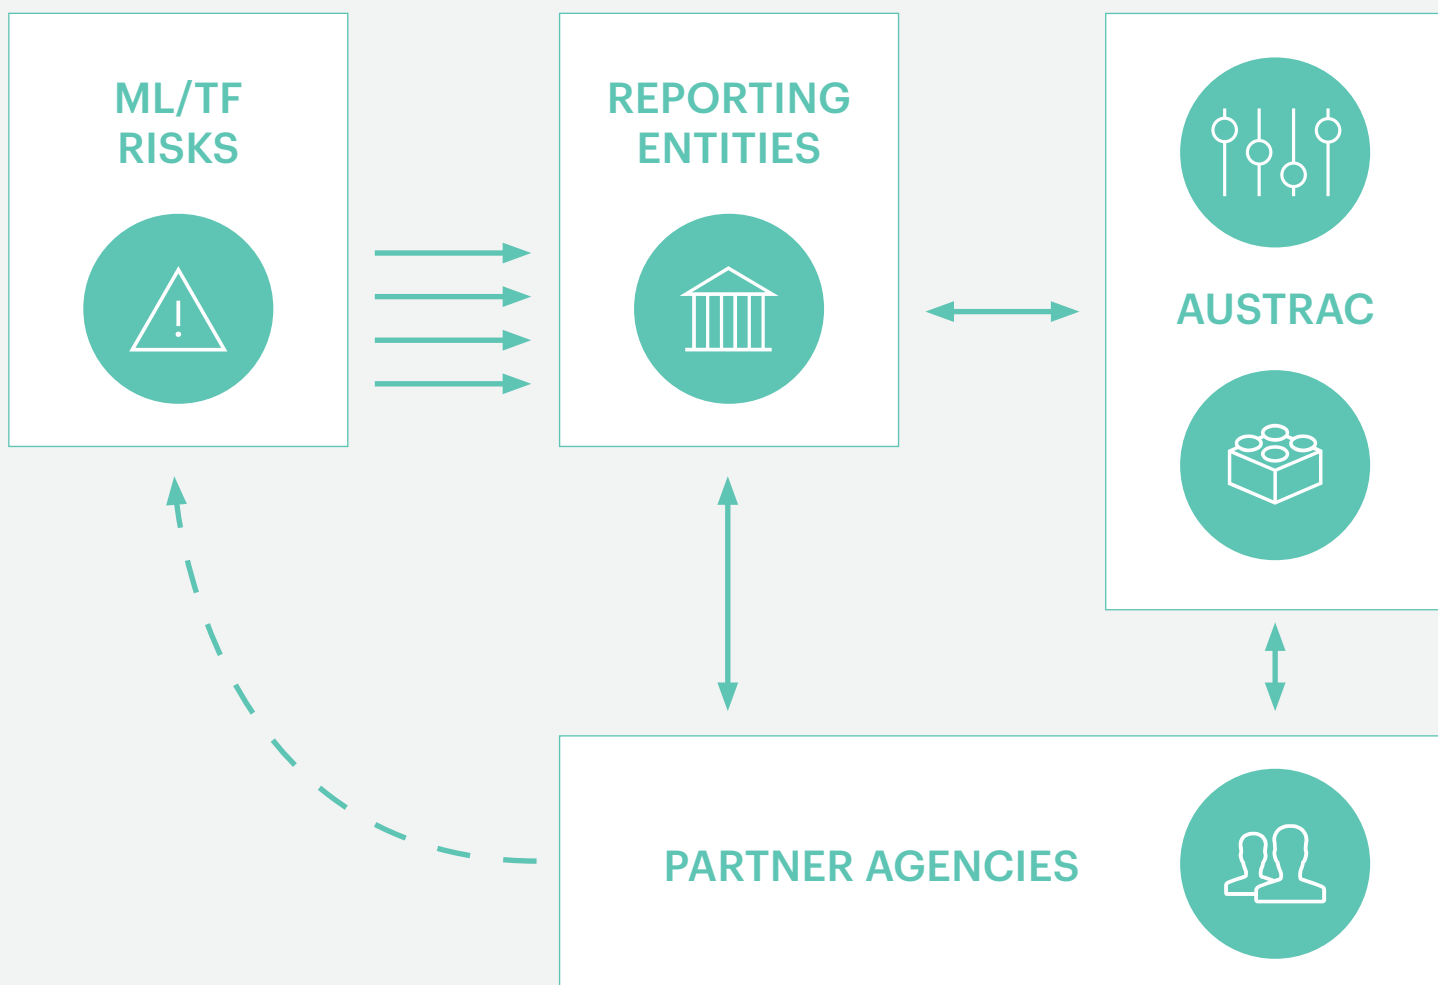 ML/TF
RISKS
REPORTING
ENTITIES
AUSTRAC
PARTNER AGENCIES